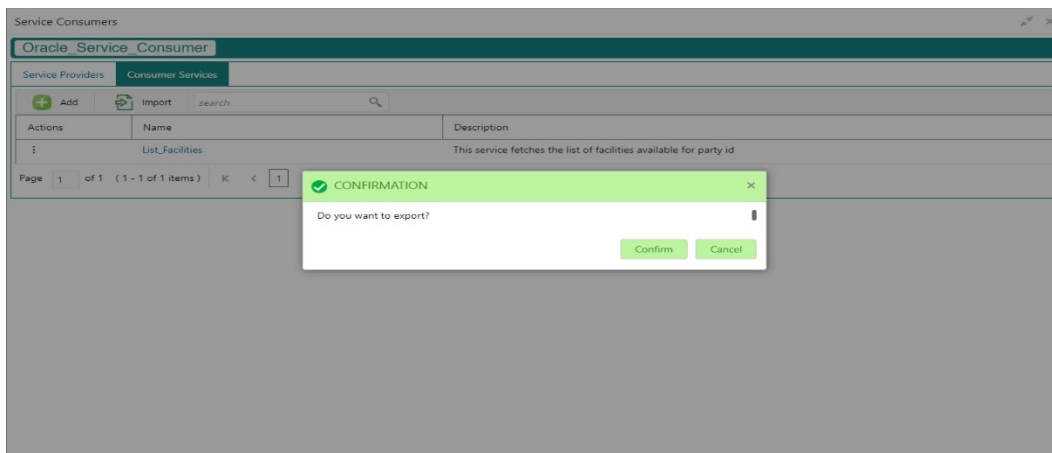 Service Consumers
Oracle_Service_Consumer
Service Providers Consumer Services
Add Import search
Actions Name Description
List_Facilities This service fetches the list of facilities available for party id
Page 1 of 1 (1 - 1 of 1 items) K < 1
CONFIRMATION ×
Do you want to export?
Confirm Cancel